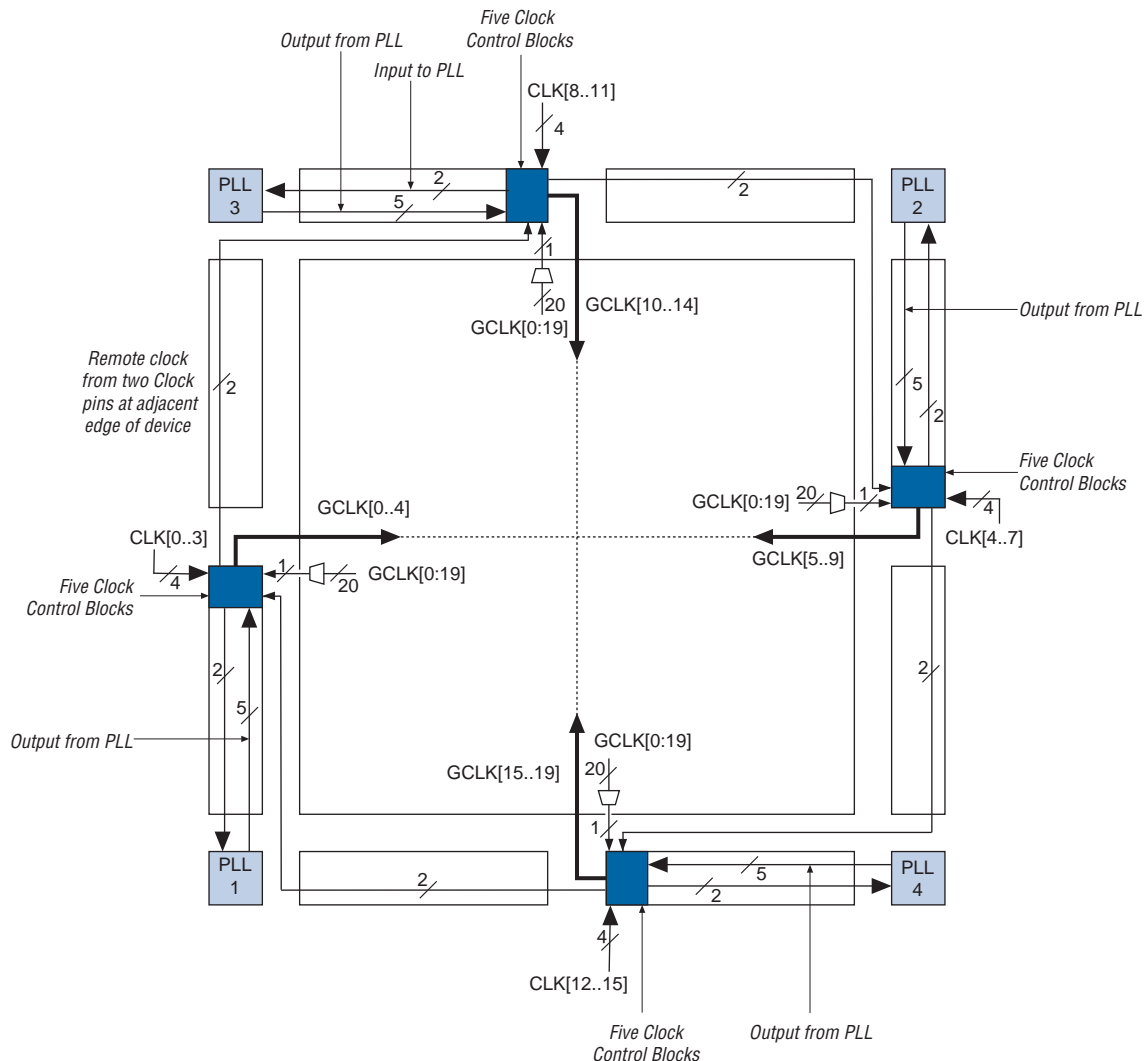 Five Clock
Control Blocks
Output from PLL
Input to PLL
CLK[8..11]
4
PLL
3
2
5
2
PLL
2
1
20
GCLK[0:19]
GCLK[10..14]
Output from PLL
Remote clock
from two Clock
pins at adjacent
edge of device
2
5
2
Five Clock
Control Blocks
GCLK[0:19]
20
1
4
CLK[4..7]
GCLK[0..4]
GCLK[5..9]
CLK[0..3]
4
1
20
GCLK[0:19]
Five Clock
Control Blocks
2
5
2
Output from PLL
GCLK[0:19]
GCLK[15..19]
20
1
PLL
1
2
5
2
PLL
4
4
CLK[12..15]
Five Clock
Control Blocks
Output from PLL